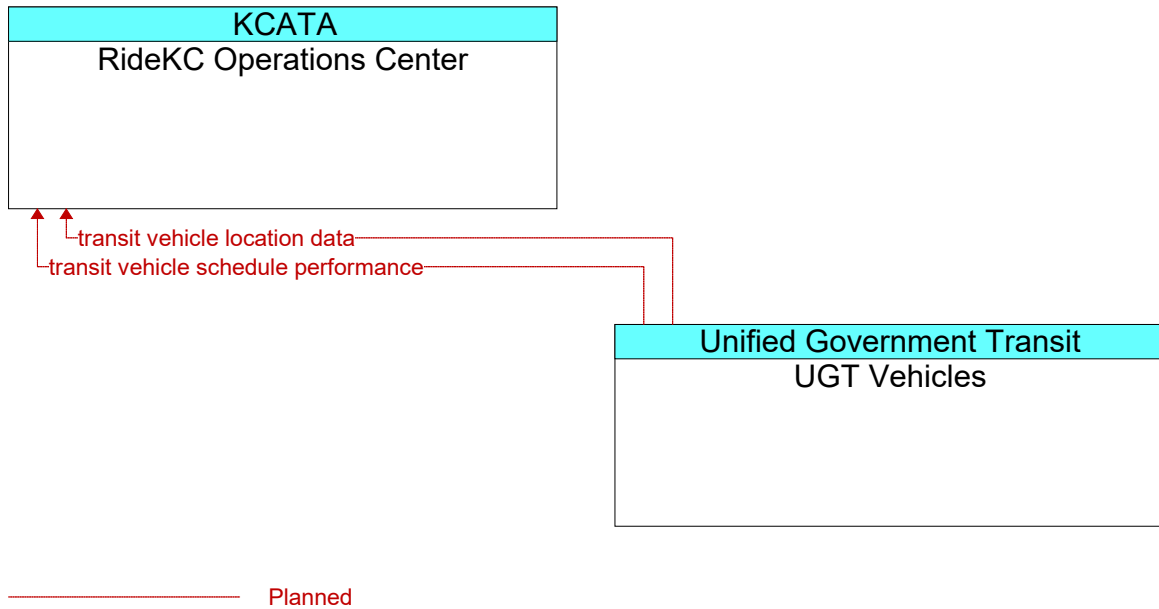 KCATA
RideKC Operations Center
transit vehicle location data
transit vehicle schedule performance
Unified Government Transit
UGT Vehicles
Planned